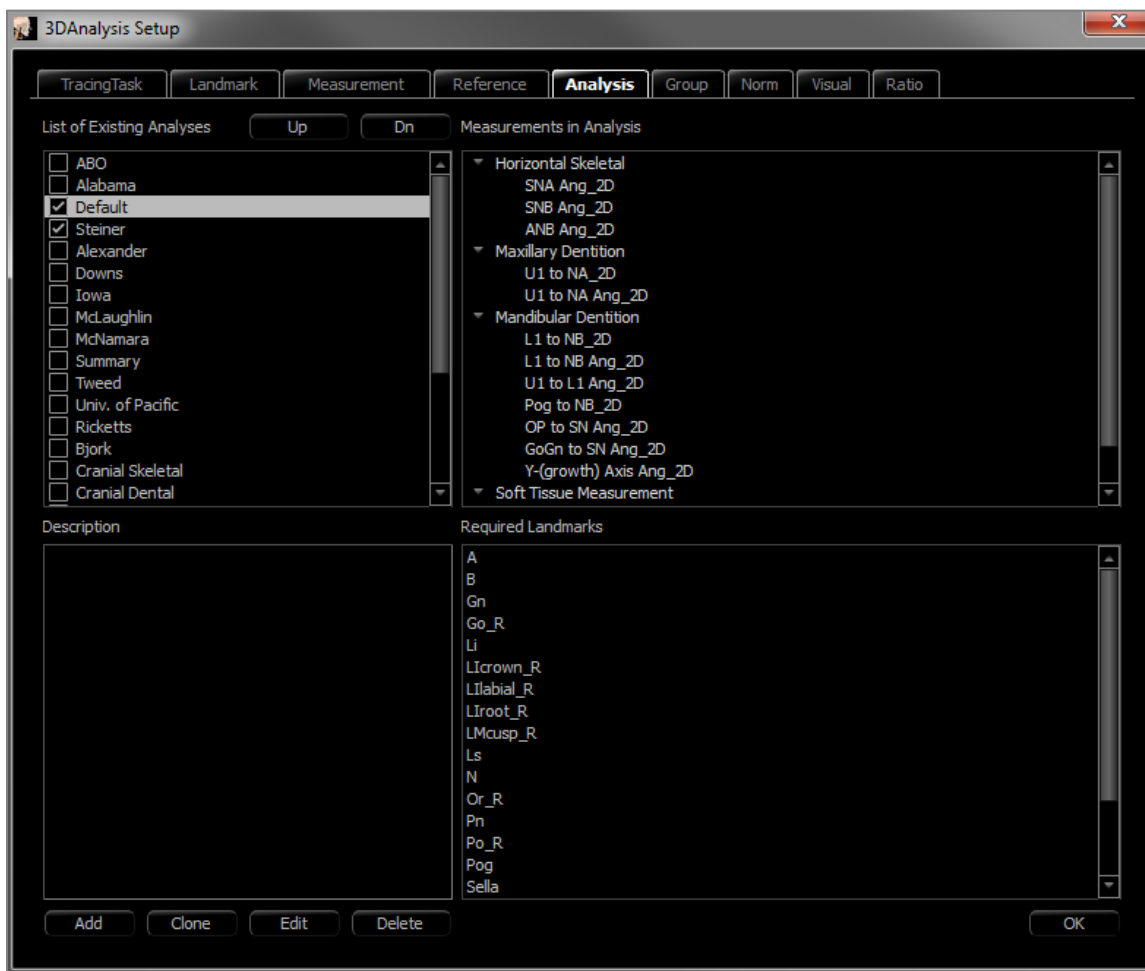 3DAnalysis Setup
TracingTask Landmark Measurement Reference Analysis Group Norm Visual Ratio
List of Existing Analyses Up Dn
ABO
Alabama
Default
Steiner
Alexander
Downs
Iowa
McLaughlin
McNamara
Summary
Tweed
Univ. of Pacific
Ricketts
Bjork
Cranial Skeletal
Cranial Dental
Measurements in Analysis
Horizontal Skeletal
SNA Ang_2D
SNB Ang_2D
ANB Ang_2D
Maxillary Dentition
U1 to NA_2D
U1 to NA Ang_2D
Mandibular Dentition
L1 to NB_2D
L1 to NB Ang_2D
U1 to L1 Ang_2D
Pog to NB_2D
OP to SN Ang_2D
GoGn to SN Ang_2D
Y-(growth) Axis Ang_2D
Soft Tissue Measurement
Description
Required Landmarks
A
B
Gn
Go_R
Li
LIcrown_R
LIlabial_R
LIroot_R
LMcusp_R
Ls
N
Or_R
Pn
Po_R
Pog
Sella
Add Clone Edit Delete OK